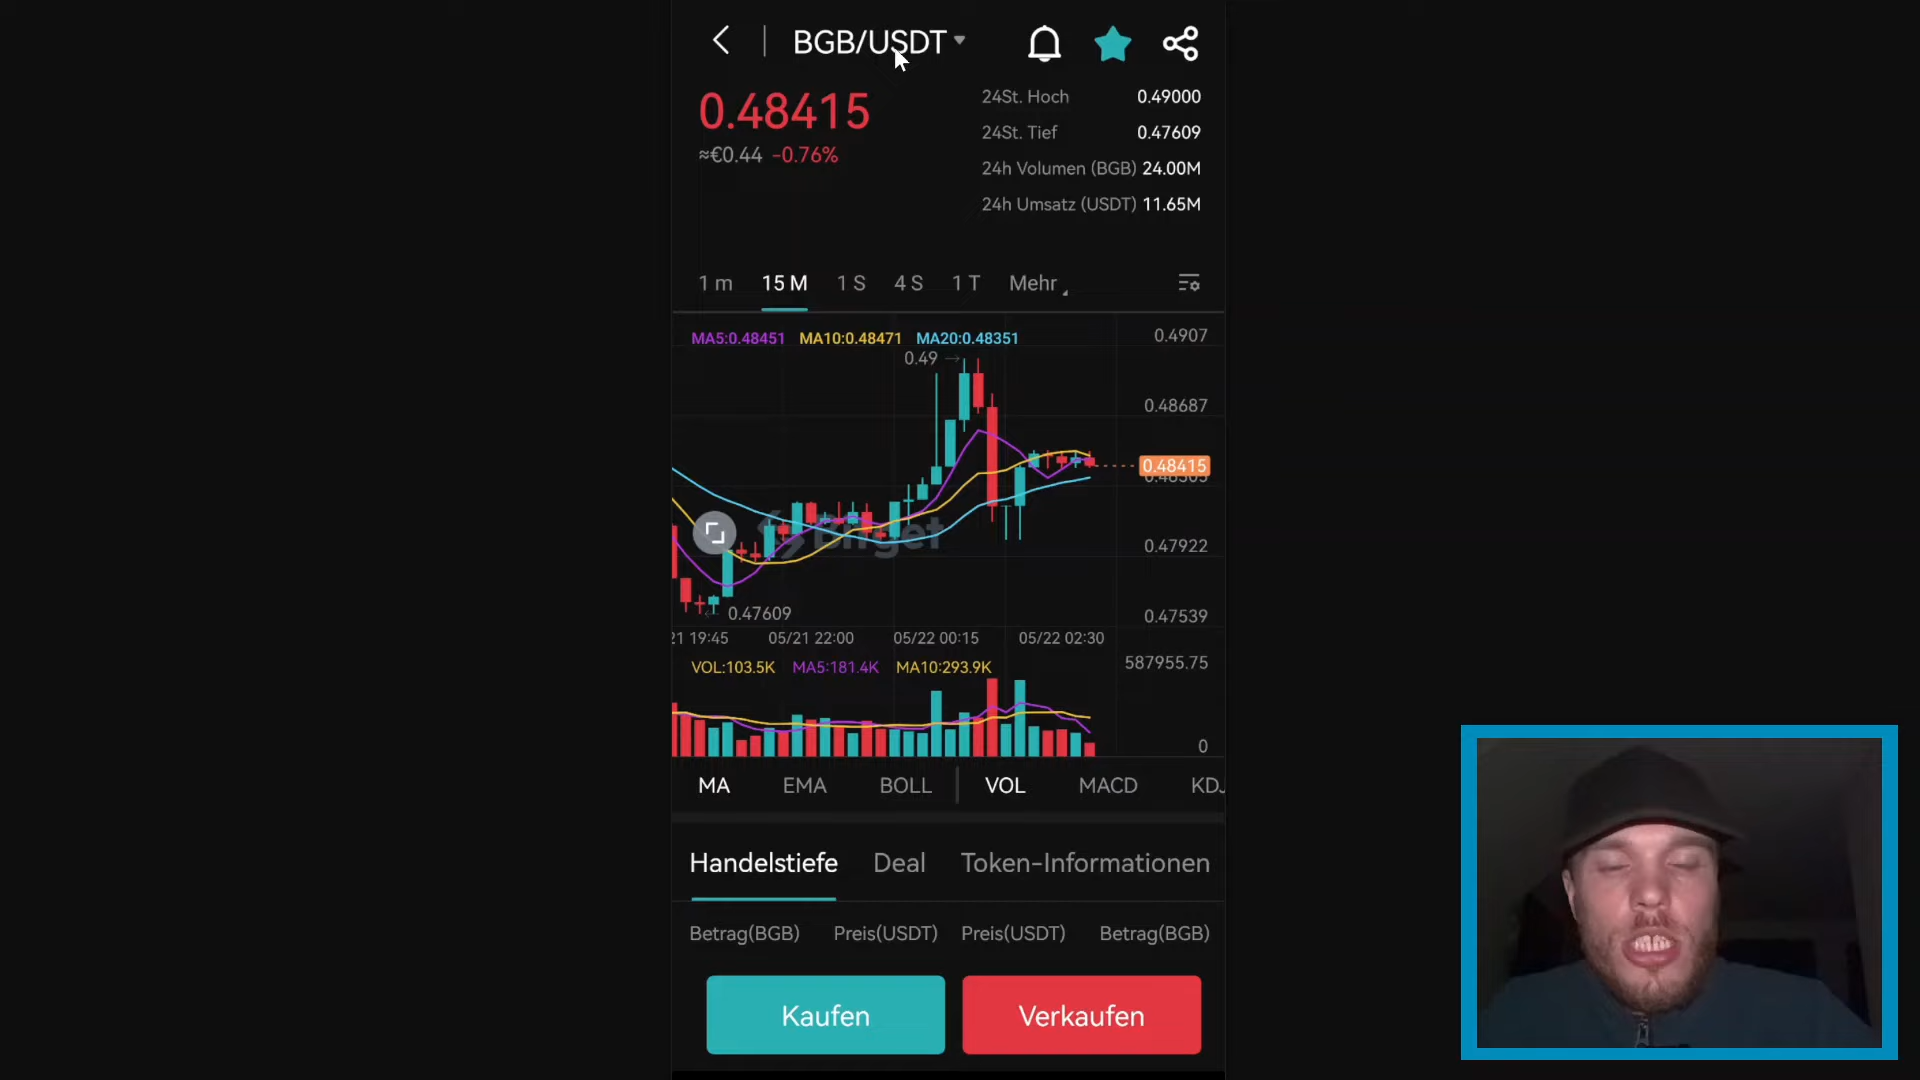 BGB/USDT
0.48415
≈€0.44 -0.76%
24St. Hoch 0.49000
24St. Tief 0.47609
24h Volumen (BGB) 24.00M
24h Umsatz (USDT) 11.65M
1 m 15 M 1 S 4 S 1 T Mehr
MA5:0.48451 MA10:0.48471 MA20:0.48351
0.4907
0.49
0.48687
0.48415
0.48305
Bitget
0.47922
0.47609
0.47539
21 19:45 05/21 22:00 05/22 00:15 05/22 02:30
VOL:103.5K MA5:181.4K MA10:293.9K
587955.75
0
MA EMA BOLL VOL MACD KDJ
Handelstiefe Deal Token-Informationen
Betrag(BGB) Preis(USDT) Preis(USDT) Betrag(BGB)
Kaufen Verkaufen